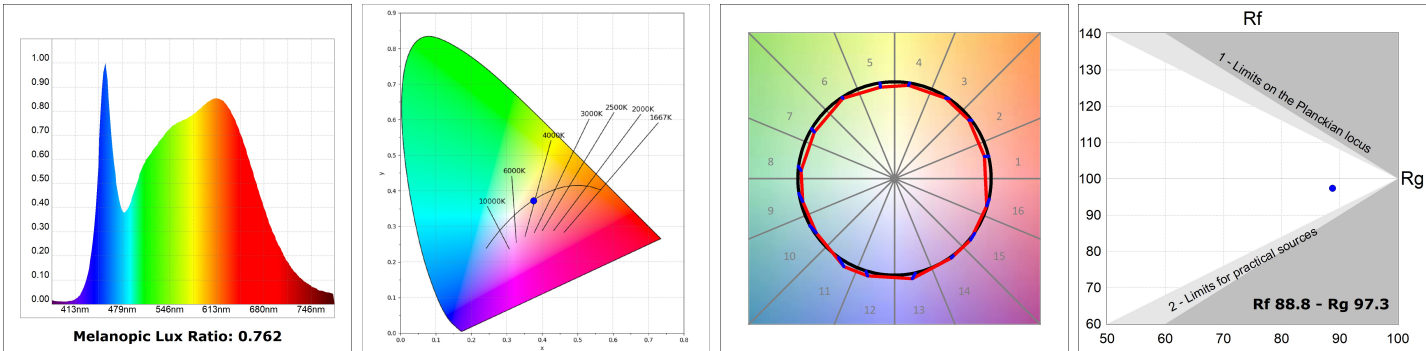 1.00
0.90
0.80
0.70
0.60
0.50
0.40
0.30
0.20
0.10
0.00
413mm 479nm 546nm 613nm 680nm 746nm
Melanopic Lux Ratio: 0.762
0.9
0.8
0.7
0.6
0.5
y
0.4
0.3
0.2
0.1
0.0
0.0 0.1 0.2 0.3 0.4 0.5 0.6 0.7 0.8
x
10000K
6000K
4000K
3000K
2500K
2000K
1667K
1
2
3
4
5
6
7
8
9
10
11
12
13
14
15
16
Rf
140
130
120
110
100
90
80
70
60
50 60 70 80 90 100
Rg
1 - Limits on the Planckian locus
2 - Limits for practical sources
Rf 88.8 - Rg 97.3